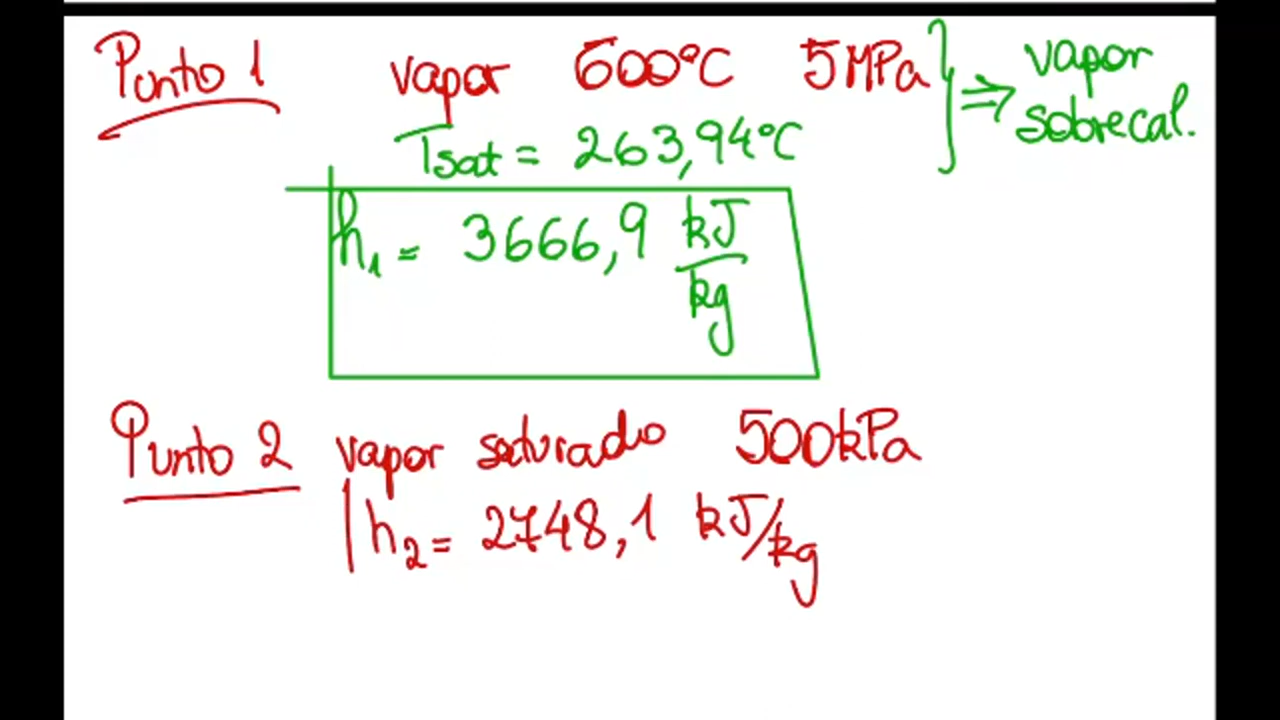 Punto 1 vapor 600°C 5MPa } ⇒ vapor sobrecal.
Tsat = 263,94°C
h₁ = 3666,9 kJ/kg
Punto 2 vapor saturado 500kPa
h₂ = 2748,1 kJ/kg